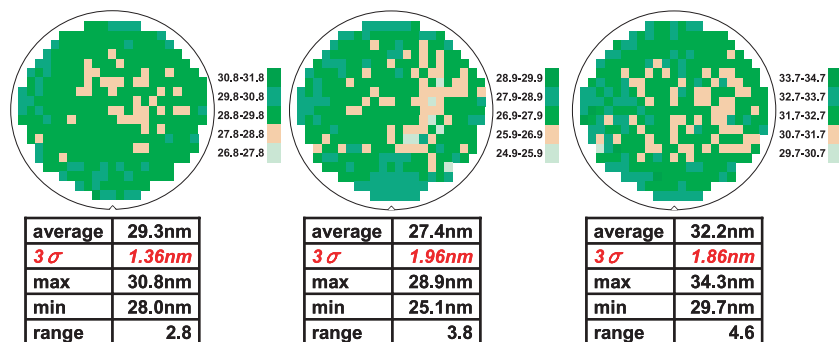 30.8-31.8
29.8-30.8
28.8-29.8
27.8-28.8
26.8-27.8
28.9-29.9
27.9-28.9
26.9-27.9
25.9-26.9
24.9-25.9
33.7-34.7
32.7-33.7
31.7-32.7
30.7-31.7
29.7-30.7
average 29.3nm
3σ 1.36nm
max 30.8nm
min 28.0nm
range 2.8
average 27.4nm
3σ 1.96nm
max 28.9nm
min 25.1nm
range 3.8
average 32.2nm
3σ 1.86nm
max 34.3nm
min 29.7nm
range 4.6